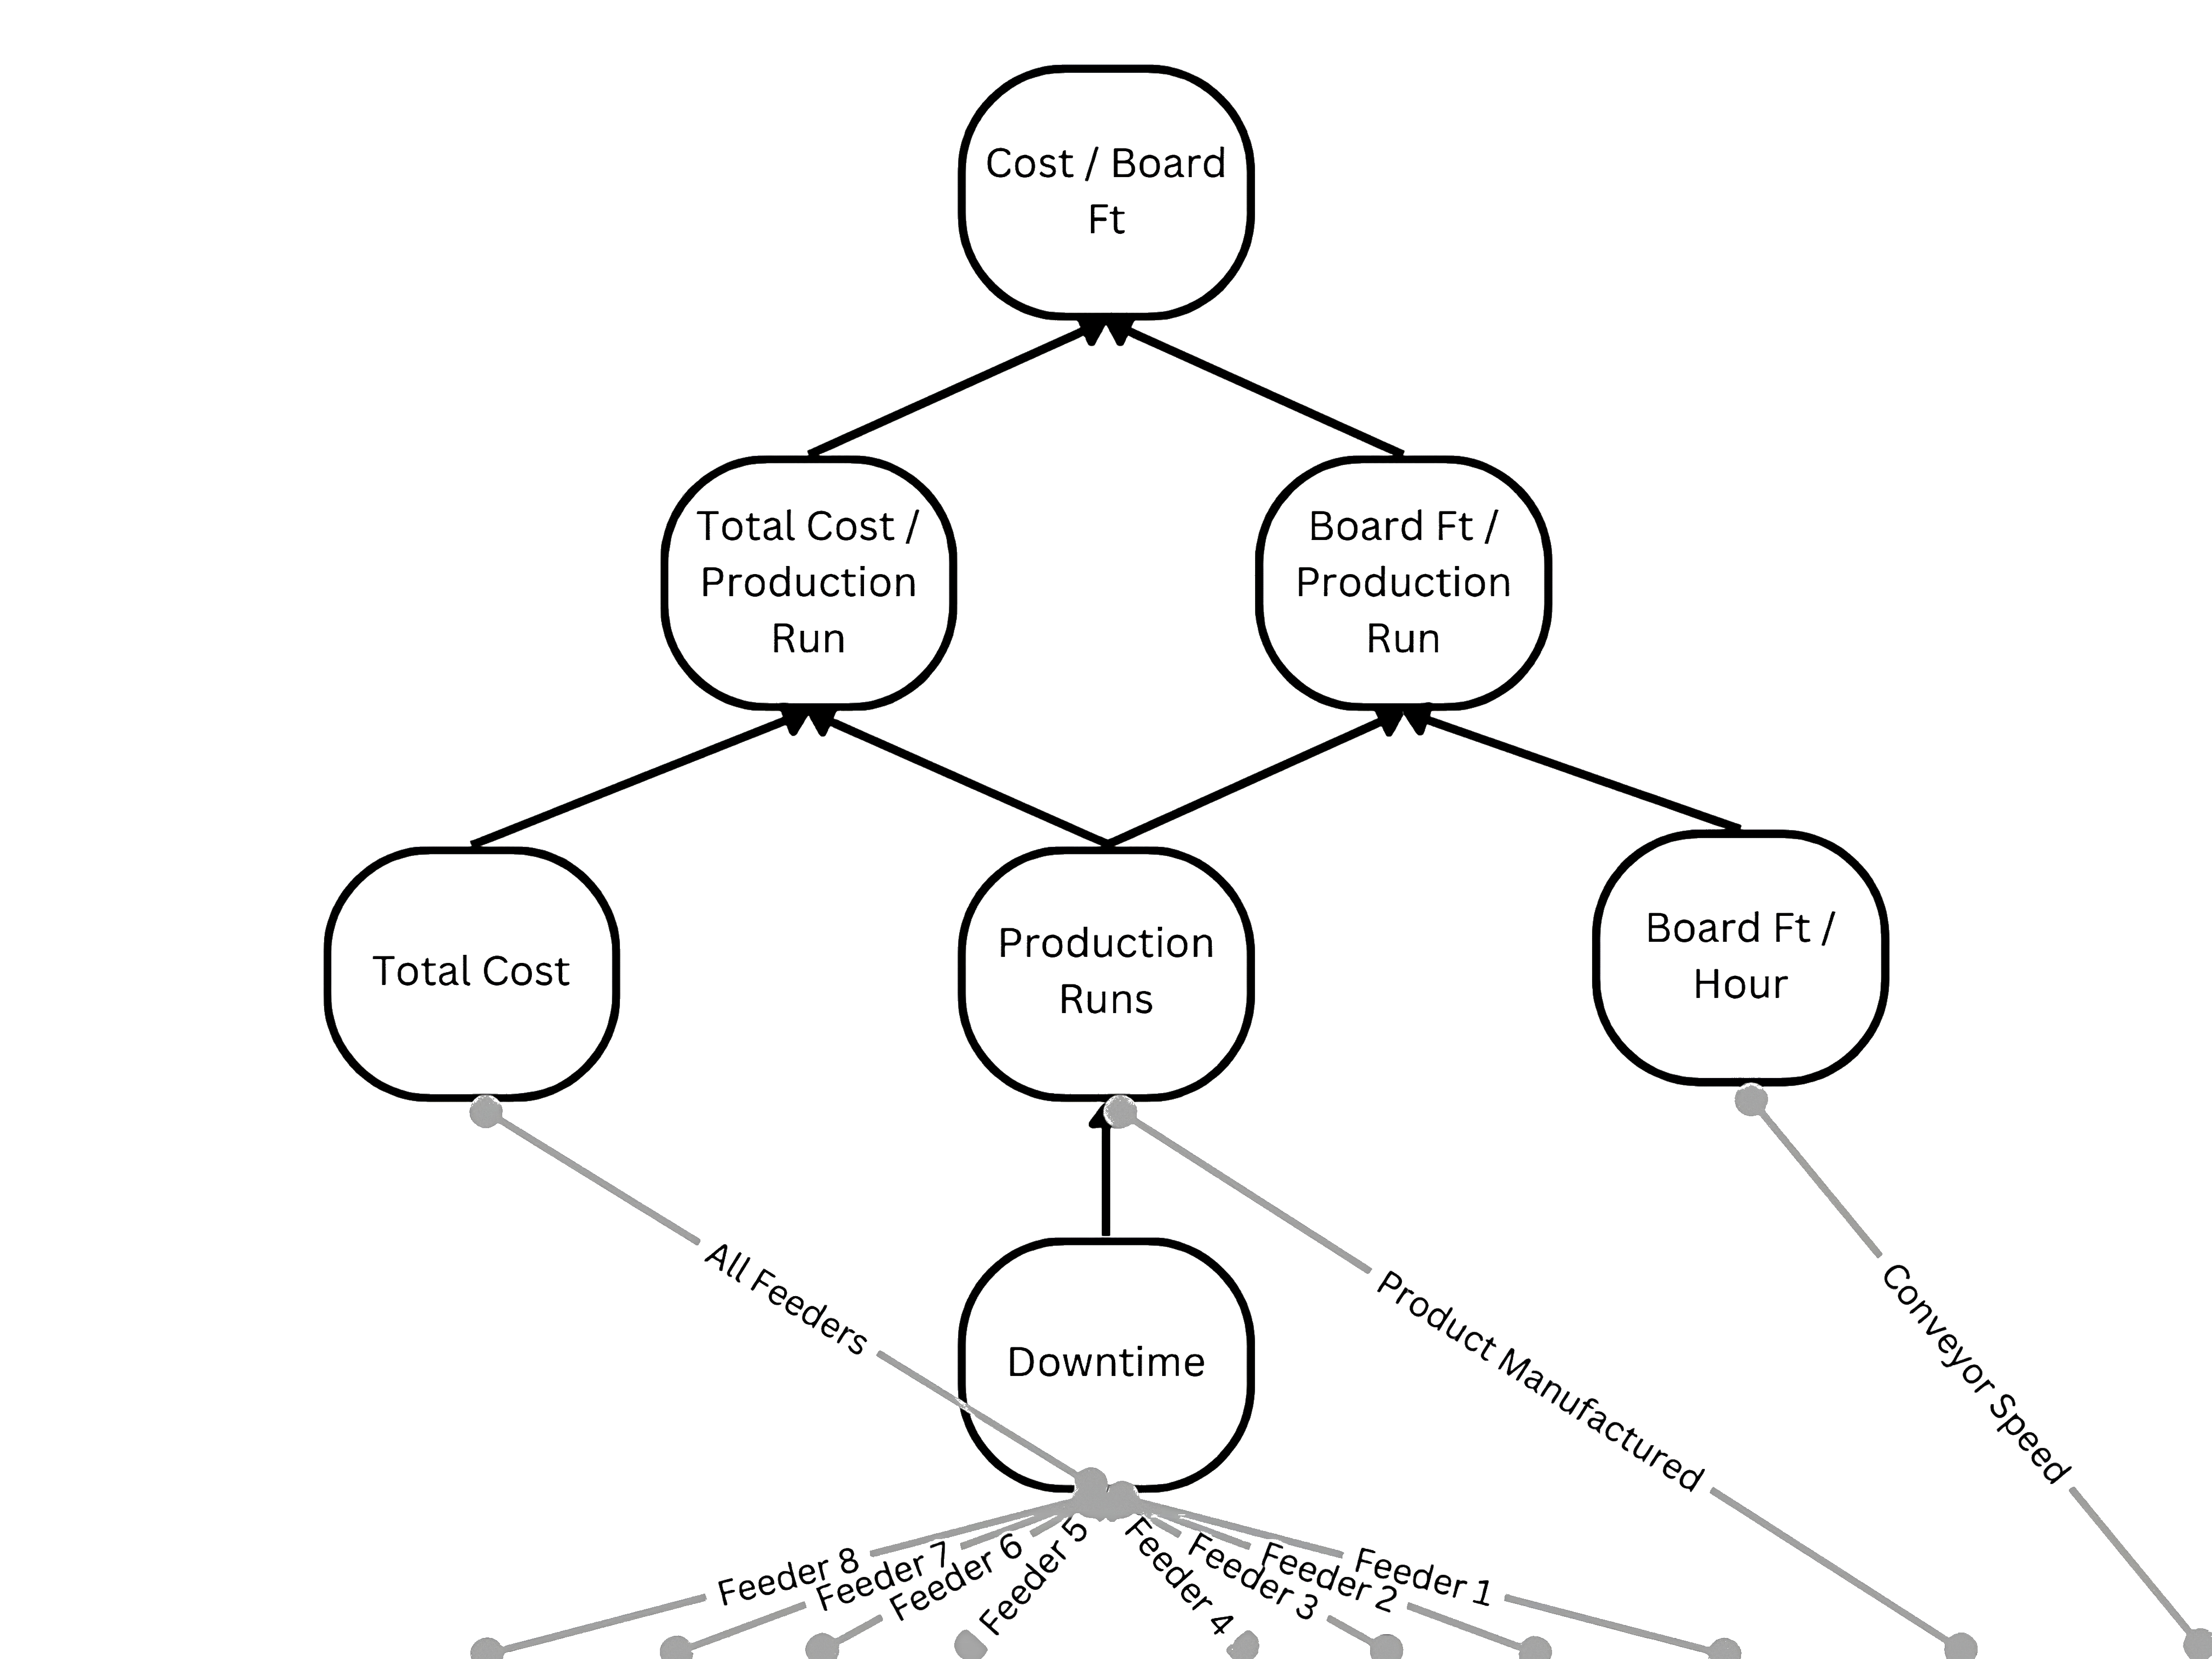 Cost / Board
Ft
Total Cost /
Production
Run
Board Ft /
Production
Run
Total Cost
Production
Runs
Board Ft /
Hour
All Feeders
Product Manufactured
Conveyor Speed
Downtime
Feeder 8
Feeder 7
Feeder 6
Feeder 5
Feeder 4
Feeder 3
Feeder 2
Feeder 1